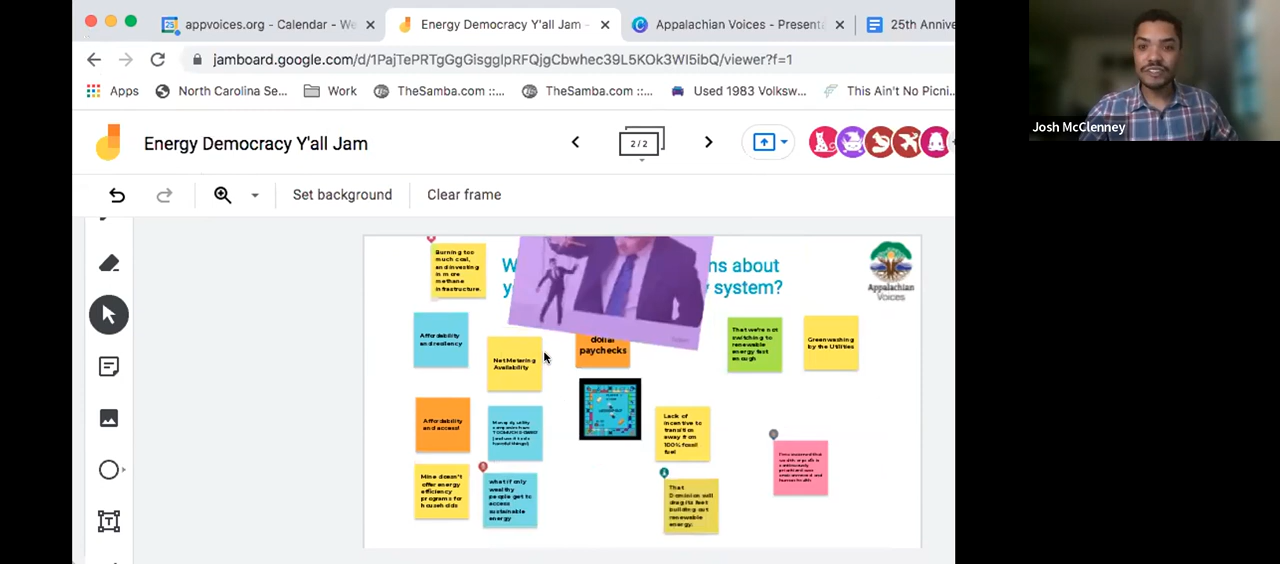 appvoices.org - Calendar - We
Energy Democracy Y'all Jam -
Appalachian Voices - Presenta
25th Annive
jamboard.google.com/d/
/viewer?f=1
Apps
North Carolina Se...
Work
TheSamba.com ::...
TheSamba.com ::...
Used 1983 Volksw...
This Ain't No Picni...
Josh McClenney
Energy Democracy Y'all Jam
2/2
Set background
Clear frame
Burning too
much coal,
and investing
in more
methane
infrastructure.
ns about
system?
Appalachian
Voices
Affordability
and resiliency
Net Metering
Availability
dollar
paychecks
That we're not
switching to
renewable
energy fast
enough
Greenwashing
by the Utilities
Affordability
and access!
Lack of
incentive to
transition
away from
100% fossil
fuel
Mine doesn't
offer energy
efficiency
programs for
households
what if only
wealthy
people get to
access
sustainable
energy
That
Dominion will
drag its feet
building out
renewable
energy.